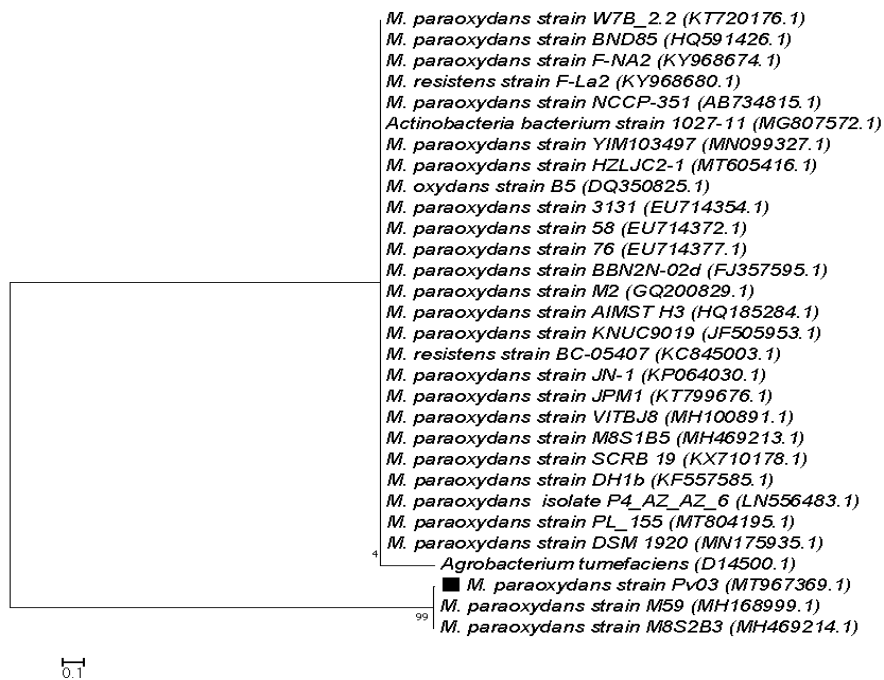 M. paraoxydans strain W7B_2.2 (KT720176.1)
M. paraoxydans strain BND85 (HQ591426.1)
M. paraoxydans strain F-NA2 (KY968674.1)
M. resistens strain F-La2 (KY968680.1)
M. paraoxydans strain NCCP-351 (AB734815.1)
Actinobacteria bacterium strain 1027-11 (MG807572.1)
M. paraoxydans strain YIM103497 (MN099327.1)
M. paraoxydans strain HZLJC2-1 (MT605416.1)
M. oxydans strain B5 (DQ350825.1)
M. paraoxydans strain 3131 (EU714354.1)
M. paraoxydans strain 58 (EU714372.1)
M. paraoxydans strain 76 (EU714377.1)
M. paraoxydans strain BBN2N-02d (FJ357595.1)
M. paraoxydans strain M2 (GQ200829.1)
M. paraoxydans strain AIMST H3 (HQ185284.1)
M. paraoxydans strain KNUC9019 (JF505953.1)
M. resistens strain BC-05407 (KC845003.1)
M. paraoxydans strain JN-1 (KP064030.1)
M. paraoxydans strain JPM1 (KT799676.1)
M. paraoxydans strain VITBJ8 (MH100891.1)
M. paraoxydans strain M8S1B5 (MH469213.1)
M. paraoxydans strain SCRB 19 (KX710178.1)
M. paraoxydans strain DH1b (KF557585.1)
M. paraoxydans isolate P4_AZ_AZ_6 (LN556483.1)
M. paraoxydans strain PL_155 (MT804195.1)
M. paraoxydans strain DSM 1920 (MN175935.1)
4
Agrobacterium tumefaciens (D14500.1)
M. paraoxydans strain Pv03 (MT967369.1)
M. paraoxydans strain M59 (MH168999.1)
99
M. paraoxydans strain M8S2B3 (MH469214.1)
0.1